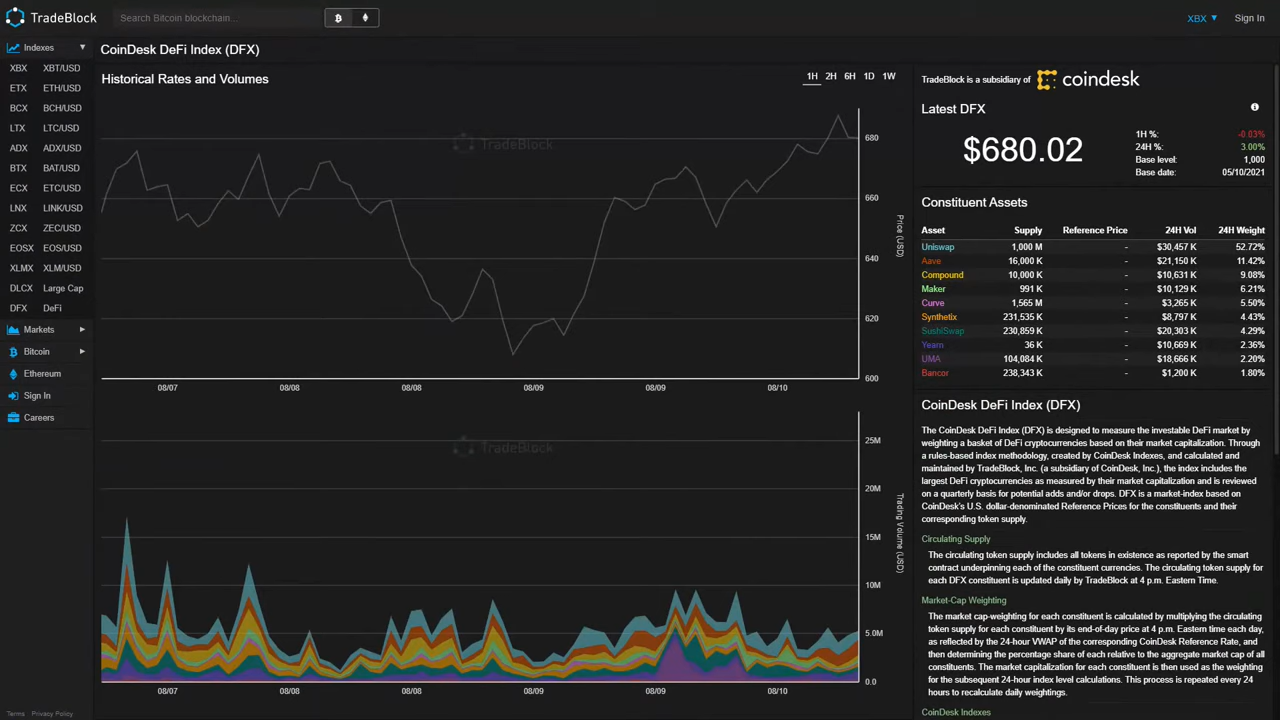 TradeBlock
Search Bitcoin blockchain...
XBX ▼
Sign In
Indexes ▼
XBX XBT/USD
ETX ETH/USD
BCX BCH/USD
LTX LTC/USD
ADX ADX/USD
BTX BAT/USD
ECX ETC/USD
LNX LINK/USD
ZCX ZEC/USD
EOSX EOS/USD
XLMX XLM/USD
DLCX Large Cap
DFX DeFi
Markets ▶
Bitcoin ▶
Ethereum
Sign In
Careers
Terms Privacy Policy
CoinDesk DeFi Index (DFX)
Historical Rates and Volumes
1H 2H 6H 1D 1W
TradeBlock
680
660
640
620
600
Price (USD)
08/07 08/08 08/08 08/09 08/09 08/10
TradeBlock
25M
20M
15M
10M
5.0M
0.0
Trading Volume (USD)
08/07 08/08 08/08 08/09 08/09 08/10
TradeBlock is a subsidiary of coindesk
Latest DFX
$680.02
1H %: -0.03%
24H %: 3.00%
Base level: 1,000
Base date: 05/10/2021
Constituent Assets
Asset Supply Reference Price 24H Vol 24H Weight
Uniswap 1,000 M - $30,457 K 52.72%
Aave 16,000 K - $21,150 K 11.42%
Compound 10,000 K - $10,631 K 9.08%
Maker 991 K - $10,129 K 6.21%
Curve 1,565 M - $3,265 K 5.50%
Synthetix 231,535 K - $8,797 K 4.43%
SushiSwap 230,859 K - $20,303 K 4.29%
Yearn 36 K - $10,669 K 2.36%
UMA 104,084 K - $18,666 K 2.20%
Bancor 238,343 K - $1,200 K 1.80%
CoinDesk DeFi Index (DFX)
The CoinDesk DeFi Index (DFX) is designed to measure the investable DeFi market by
weighting a basket of DeFi cryptocurrencies based on their market capitalization. Through
a rules-based index methodology, created by CoinDesk Indexes, and calculated and
maintained by TradeBlock, Inc. (a subsidiary of CoinDesk, Inc.), the index includes the
largest DeFi cryptocurrencies as measured by their market capitalization and is reviewed
on a quarterly basis for potential adds and/or drops. DFX is a market-index based on
CoinDesk's U.S. dollar-denominated Reference Prices for the constituents and their
corresponding token supply.
Circulating Supply
The circulating token supply includes all tokens in existence as reported by the smart
contract underpinning each of the constituent currencies. The circulating token supply for
each DFX constituent is updated daily by TradeBlock at 4 p.m. Eastern Time.
Market-Cap Weighting
The market cap-weighting for each constituent is calculated by multiplying the circulating
token supply for each constituent by its end-of-day price at 4 p.m. Eastern time each day,
as reflected by the 24-hour VWAP of the corresponding CoinDesk Reference Rate, and
then determining the percentage share of each relative to the aggregate market cap of all
constituents. The market capitalization for each constituent is then used as the weighting
for the subsequent 24-hour index level calculations. This process is repeated every 24
hours to recalculate daily weightings.
CoinDesk Indexes